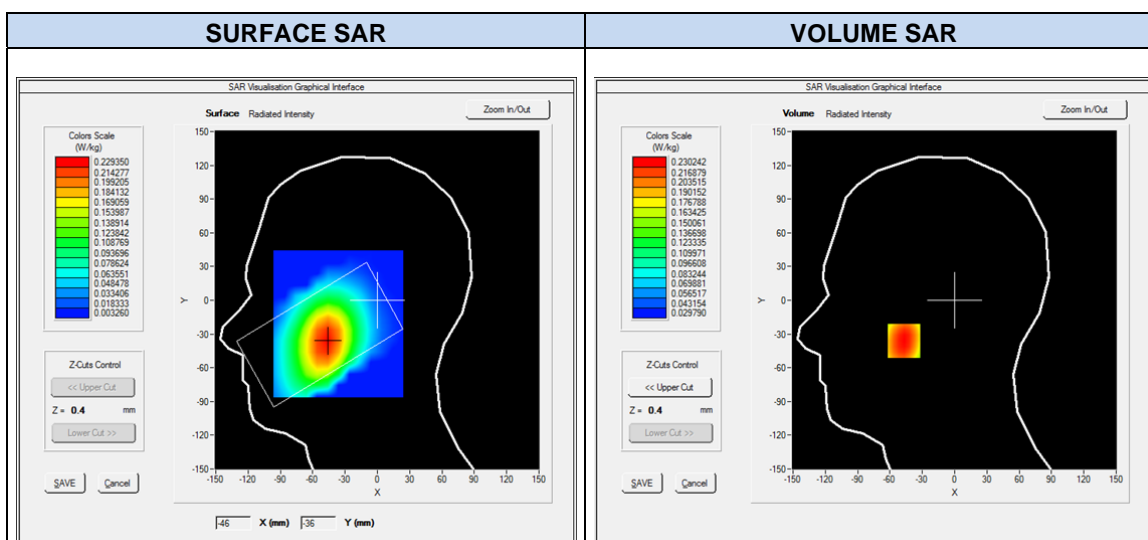 SURFACE SAR
VOLUME SAR
SAR Visualisation Graphical Interface
Surface Radiated Intensity
Zoom In/Out
Colors Scale
(W/kg)
0.229350
0.214277
0.199205
0.184132
0.169059
0.153987
0.138914
0.123842
0.108769
0.093696
0.078624
0.063551
0.048478
0.033406
0.018333
0.003260
Z-Cuts Control
<< Upper Cut
Z = 0.4 mm
Lower Cut >>
SAVE Cancel
150
120
90
60
30
0
-30
-60
-90
-120
-150
Y
-150 -120 -90 -60 -30 0 30 60 90 120 150
X
-46 X (mm) -36 Y (mm)
SAR Visualisation Graphical Interface
Volume Radiated Intensity
Zoom In/Out
Colors Scale
(W/kg)
0.230242
0.216879
0.203515
0.190152
0.176788
0.163425
0.150061
0.136698
0.123335
0.109971
0.096608
0.083244
0.069881
0.056517
0.043154
0.029790
Z-Cuts Control
<< Upper Cut
Z = 0.4 mm
Lower Cut >>
SAVE Cancel
150
120
90
60
30
0
-30
-60
-90
-120
-150
Y
-150 -120 -90 -60 -30 0 30 60 90 120 150
X